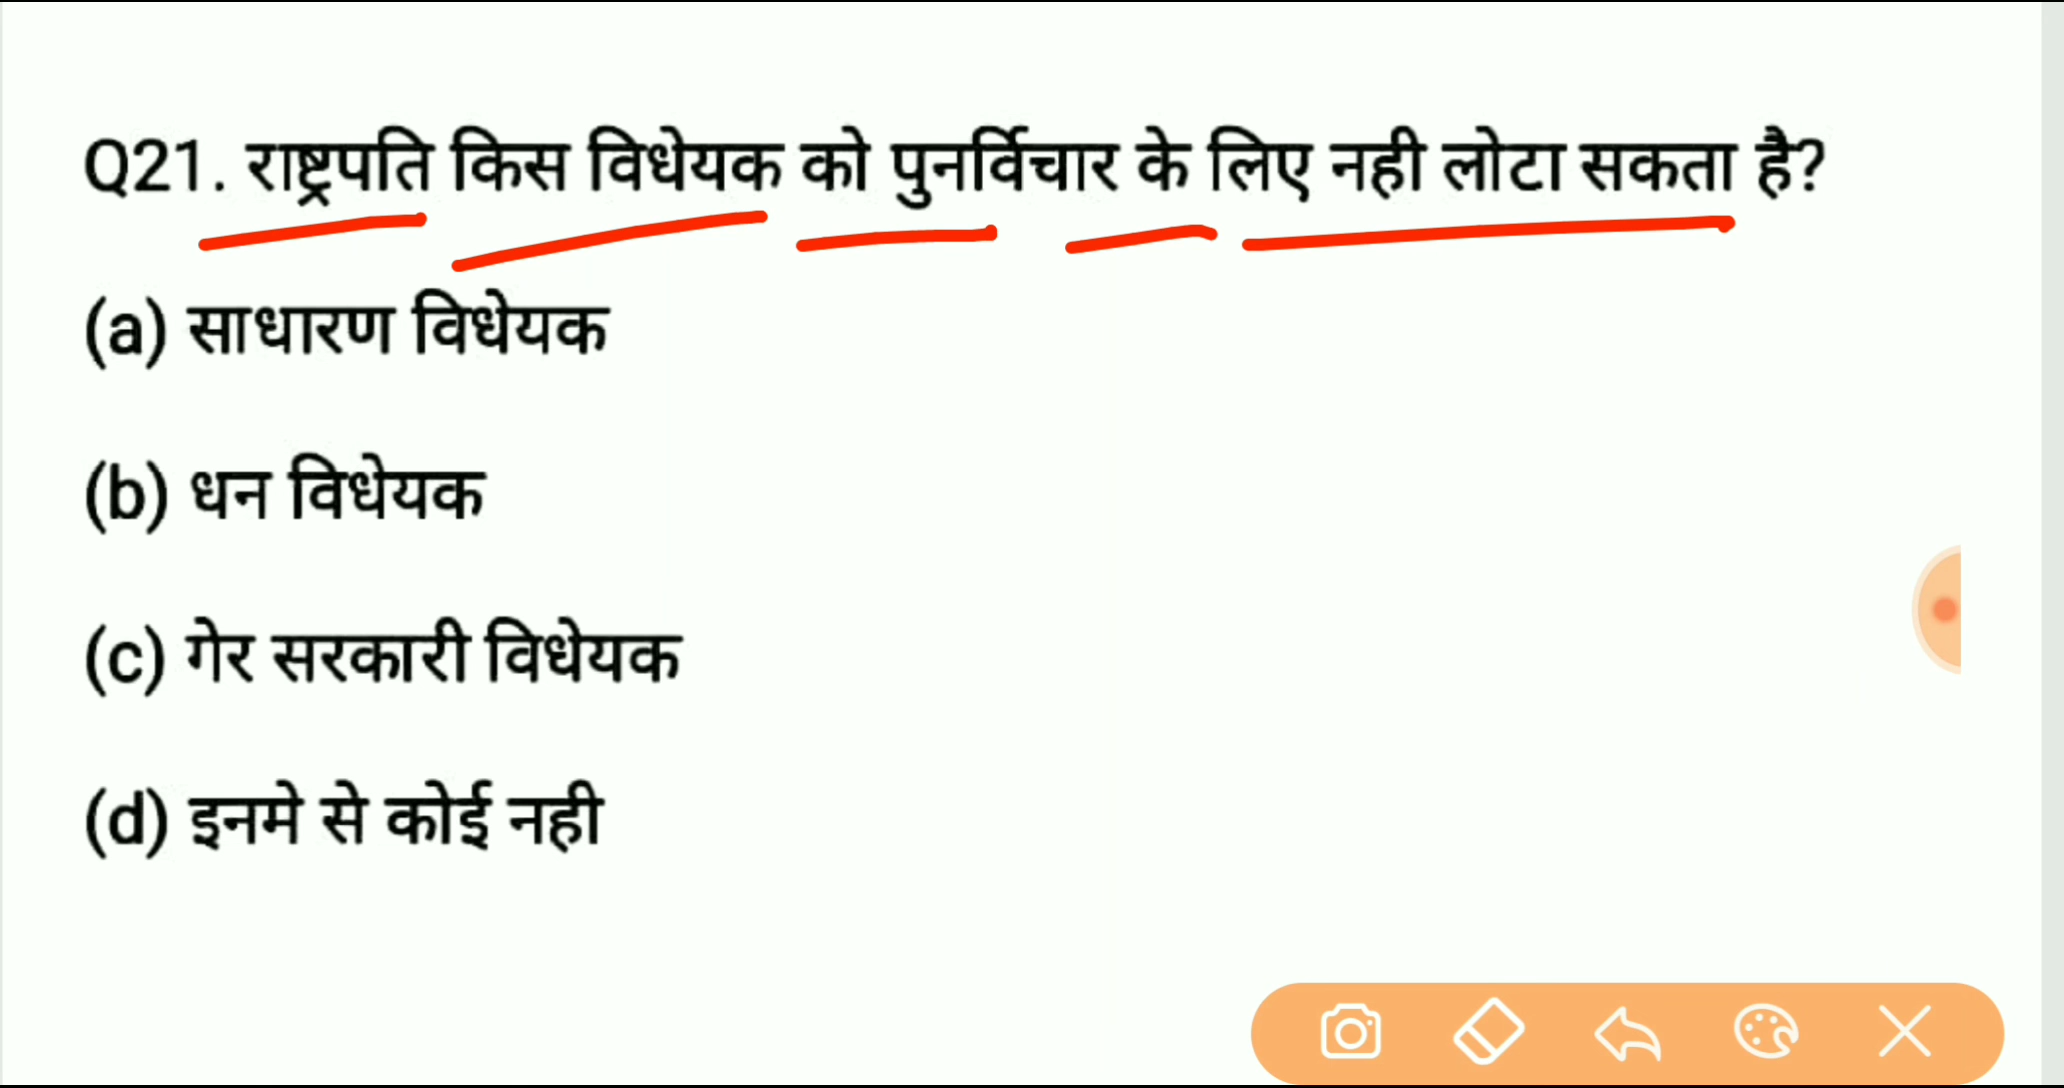 Q21. राष्ट्रपति किस विधेयक को पुनर्विचार के लिए नही लोटा सकता है?
(a) साधारण विधेयक
(b) धन विधेयक
(c) गेर सरकारी विधेयक
(d) इनमे से कोई नही